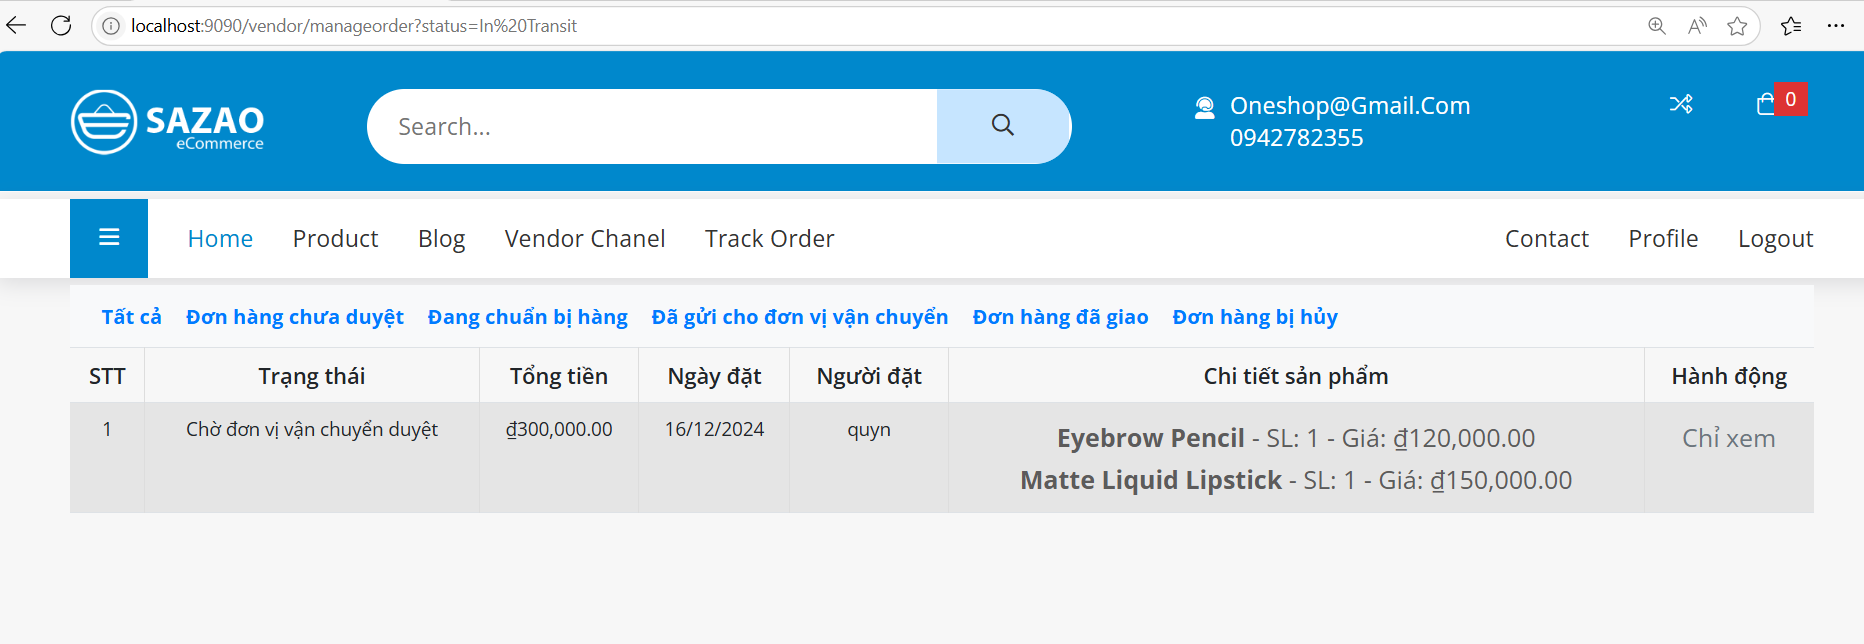 localhost:9090/vendor/manageorder?status=In%20Transit
SAZAO
eCommerce
Search...
Oneshop@Gmail.Com
0942782355
0
Home Product Blog Vendor Chanel Track Order Contact Profile Logout
Tất cả Đơn hàng chưa duyệt Đang chuẩn bị hàng Đã gửi cho đơn vị vận chuyển Đơn hàng đã giao Đơn hàng bị hủy
STT Trạng thái Tổng tiền Ngày đặt Người đặt Chi tiết sản phẩm Hành động
1 Chờ đơn vị vận chuyển duyệt ₫300,000.00 16/12/2024 quyn Eyebrow Pencil - SL: 1 - Giá: ₫120,000.00 Chỉ xem
Matte Liquid Lipstick - SL: 1 - Giá: ₫150,000.00